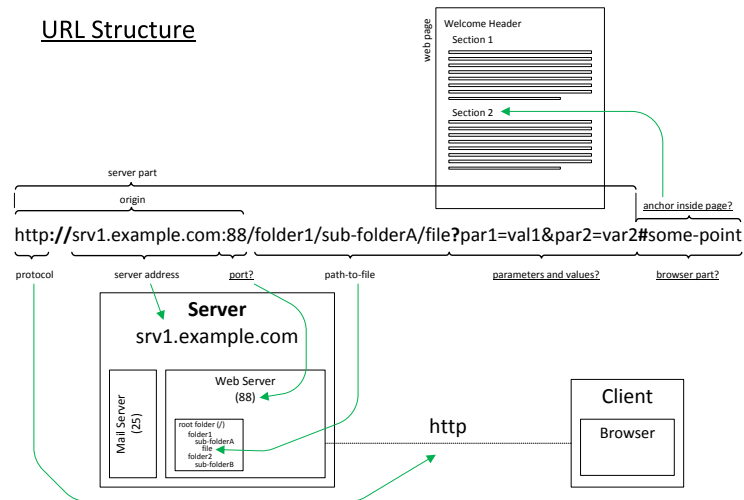 URL Structure
web page
Welcome Header
Section 1
Section 2
server part
origin
anchor inside page?
http://srv1.example.com:88/folder1/sub-folderA/file?par1=val1&par2=var2#some-point
protocol
server address
port?
path-to-file
parameters and values?
browser part?
Server
srv1.example.com
Mail Server
(25)
Web Server
(88)
root folder (/)
folder1
sub-folderA
file
folder2
sub-folderB
http
Client
Browser